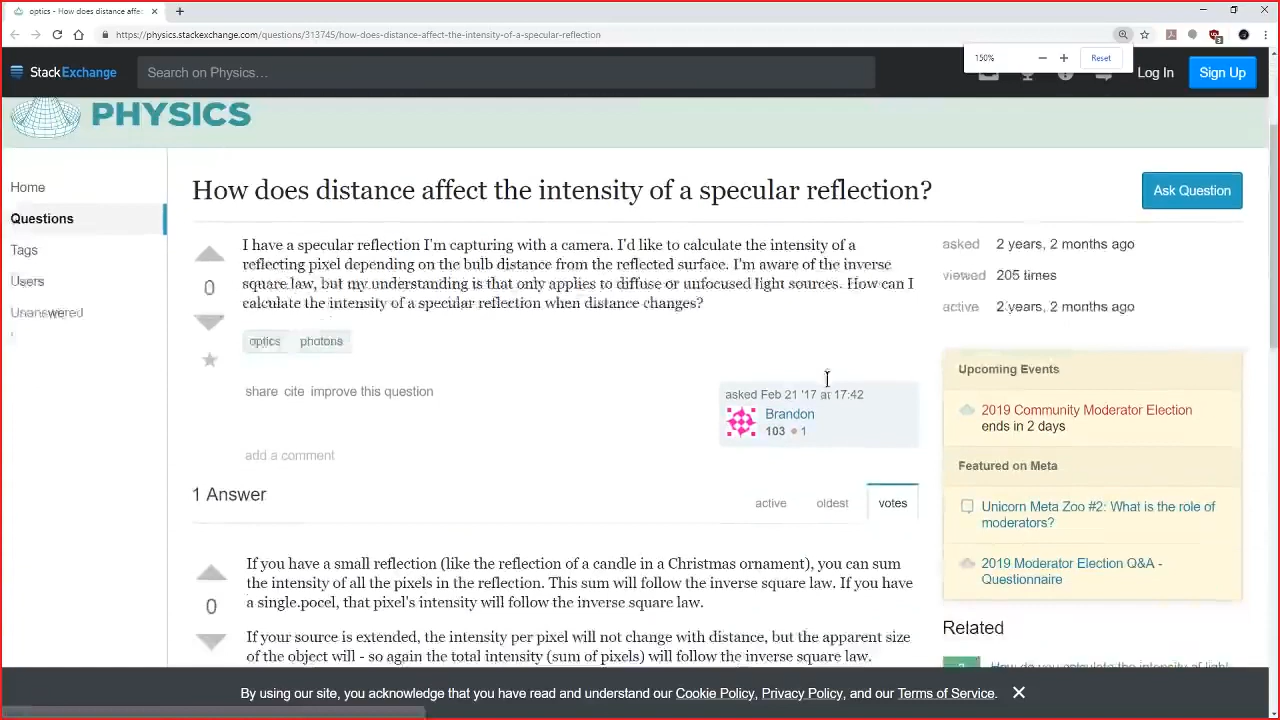 optics - How does distance affe
https://physics.stackexchange.com/questions/313745/how-does-distance-affect-the-intensity-of-a-specular-reflection
150%
Reset
StackExchange
Search on Physics…
Log In
Sign Up
PHYSICS
Home
Questions
Tags
Users
Unanswered
How does distance affect the intensity of a specular reflection?
Ask Question
0
I have a specular reflection I'm capturing with a camera. I'd like to calculate the intensity of a
reflecting pixel depending on the bulb distance from the reflected surface. I'm aware of the inverse
square law, but my understanding is that only applies to diffuse or unfocused light sources. How can I
calculate the intensity of a specular reflection when distance changes?
optics photons
share cite improve this question
asked Feb 21 '17 at 17:42
Brandon
103 1
add a comment
asked 2 years, 2 months ago
viewed 205 times
active 2 years, 2 months ago
Upcoming Events
2019 Community Moderator Election
ends in 2 days
Featured on Meta
Unicorn Meta Zoo #2: What is the role of
moderators?
2019 Moderator Election Q&A -
Questionnaire
Related
How do you calculate the intensity of light
1 Answer
active oldest votes
0
If you have a small reflection (like the reflection of a candle in a Christmas ornament), you can sum
the intensity of all the pixels in the reflection. This sum will follow the inverse square law. If you have
a single.pocel, that pixel's intensity will follow the inverse square law.
If your source is extended, the intensity per pixel will not change with distance, but the apparent size
of the object will - so again the total intensity (sum of pixels) will follow the inverse square law.
By using our site, you acknowledge that you have read and understand our Cookie Policy, Privacy Policy, and our Terms of Service.